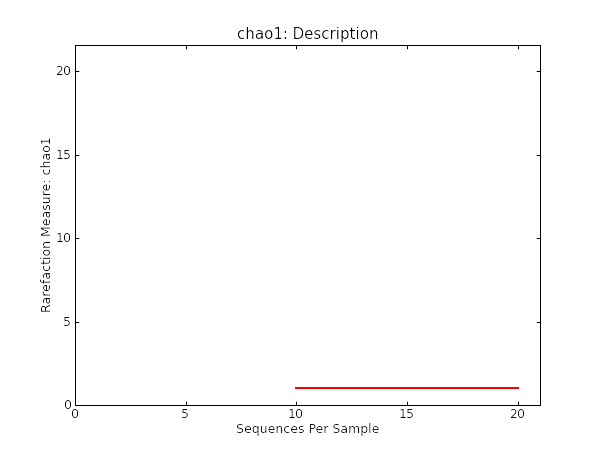 chao1: Description
Rarefaction Measure: chao1
20
15
10
5
0
0 5 10 15 20
Sequences Per Sample